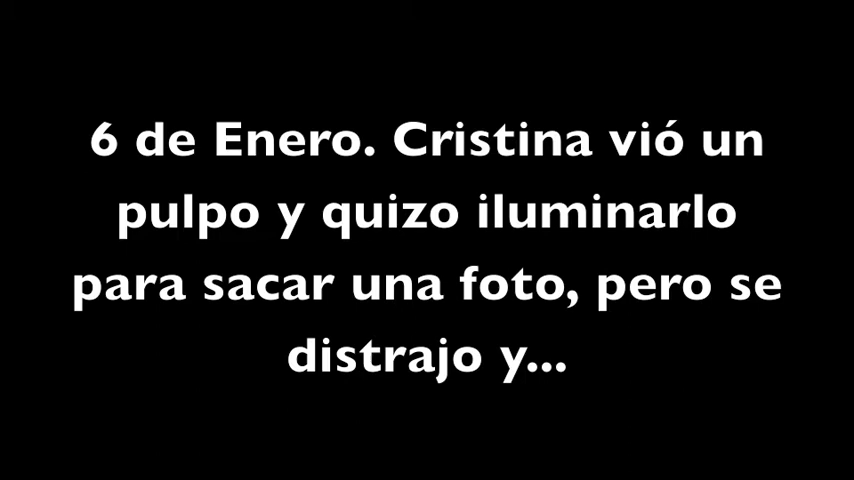 6 de Enero. Cristina vió un
pulpo y quizo iluminarlo
para sacar una foto, pero se
distrajo y...